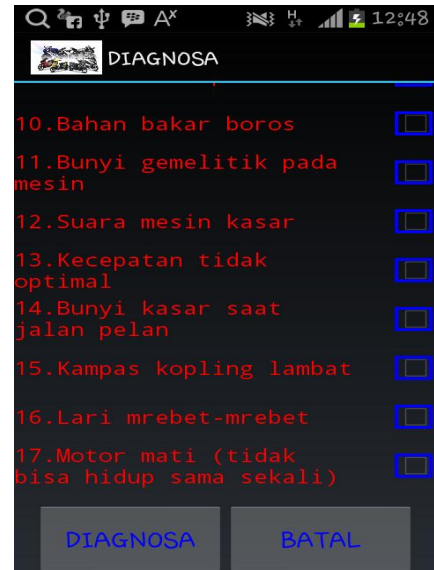 12:48
DIAGNOSA
10.Bahan bakar boros
11.Bunyi gemelitik pada
mesin
12.Suara mesin kasar
13.Kecepatan tidak
optimal
14.Bunyi kasar saat
jalan pelan
15.Kampas kopling lambat
16.Lari mrebet-mrebet
17.Motor mati (tidak
bisa hidup sama sekali)
DIAGNOSA
BATAL